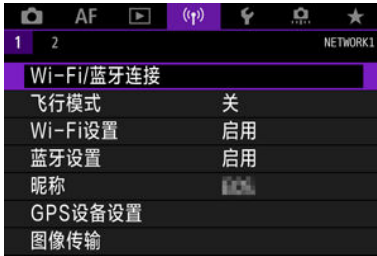 AF
1 2 NETWORK1
Wi-Fi/蓝牙连接
飞行模式 关
Wi-Fi设置 启用
蓝牙设置 启用
昵称
GPS设备设置
图像传输